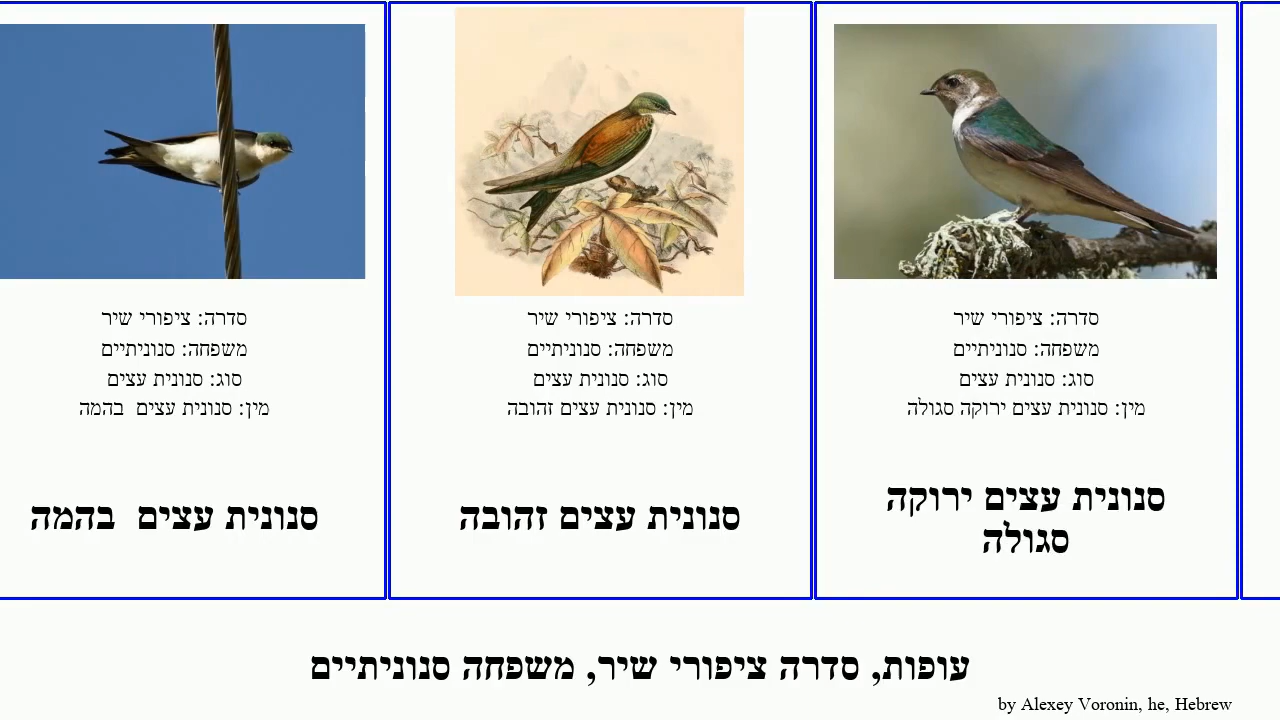 סדרה: ציפורי שיר
משפחה: סנוניתיים
סוג: סנונית עצים
מין: סנונית עצים ירוקה סגולה
סנונית עצים ירוקה
סגולה
סדרה: ציפורי שיר
משפחה: סנוניתיים
סוג: סנונית עצים
מין: סנונית עצים זהובה
סנונית עצים זהובה
סדרה: ציפורי שיר
משפחה: סנוניתיים
סוג: סנונית עצים
מין: סנונית עצים  בהמה
סנונית עצים  בהמה
עופות, סדרה ציפורי שיר, משפחה סנוניתיים
by Alexey Voronin, he, Hebrew